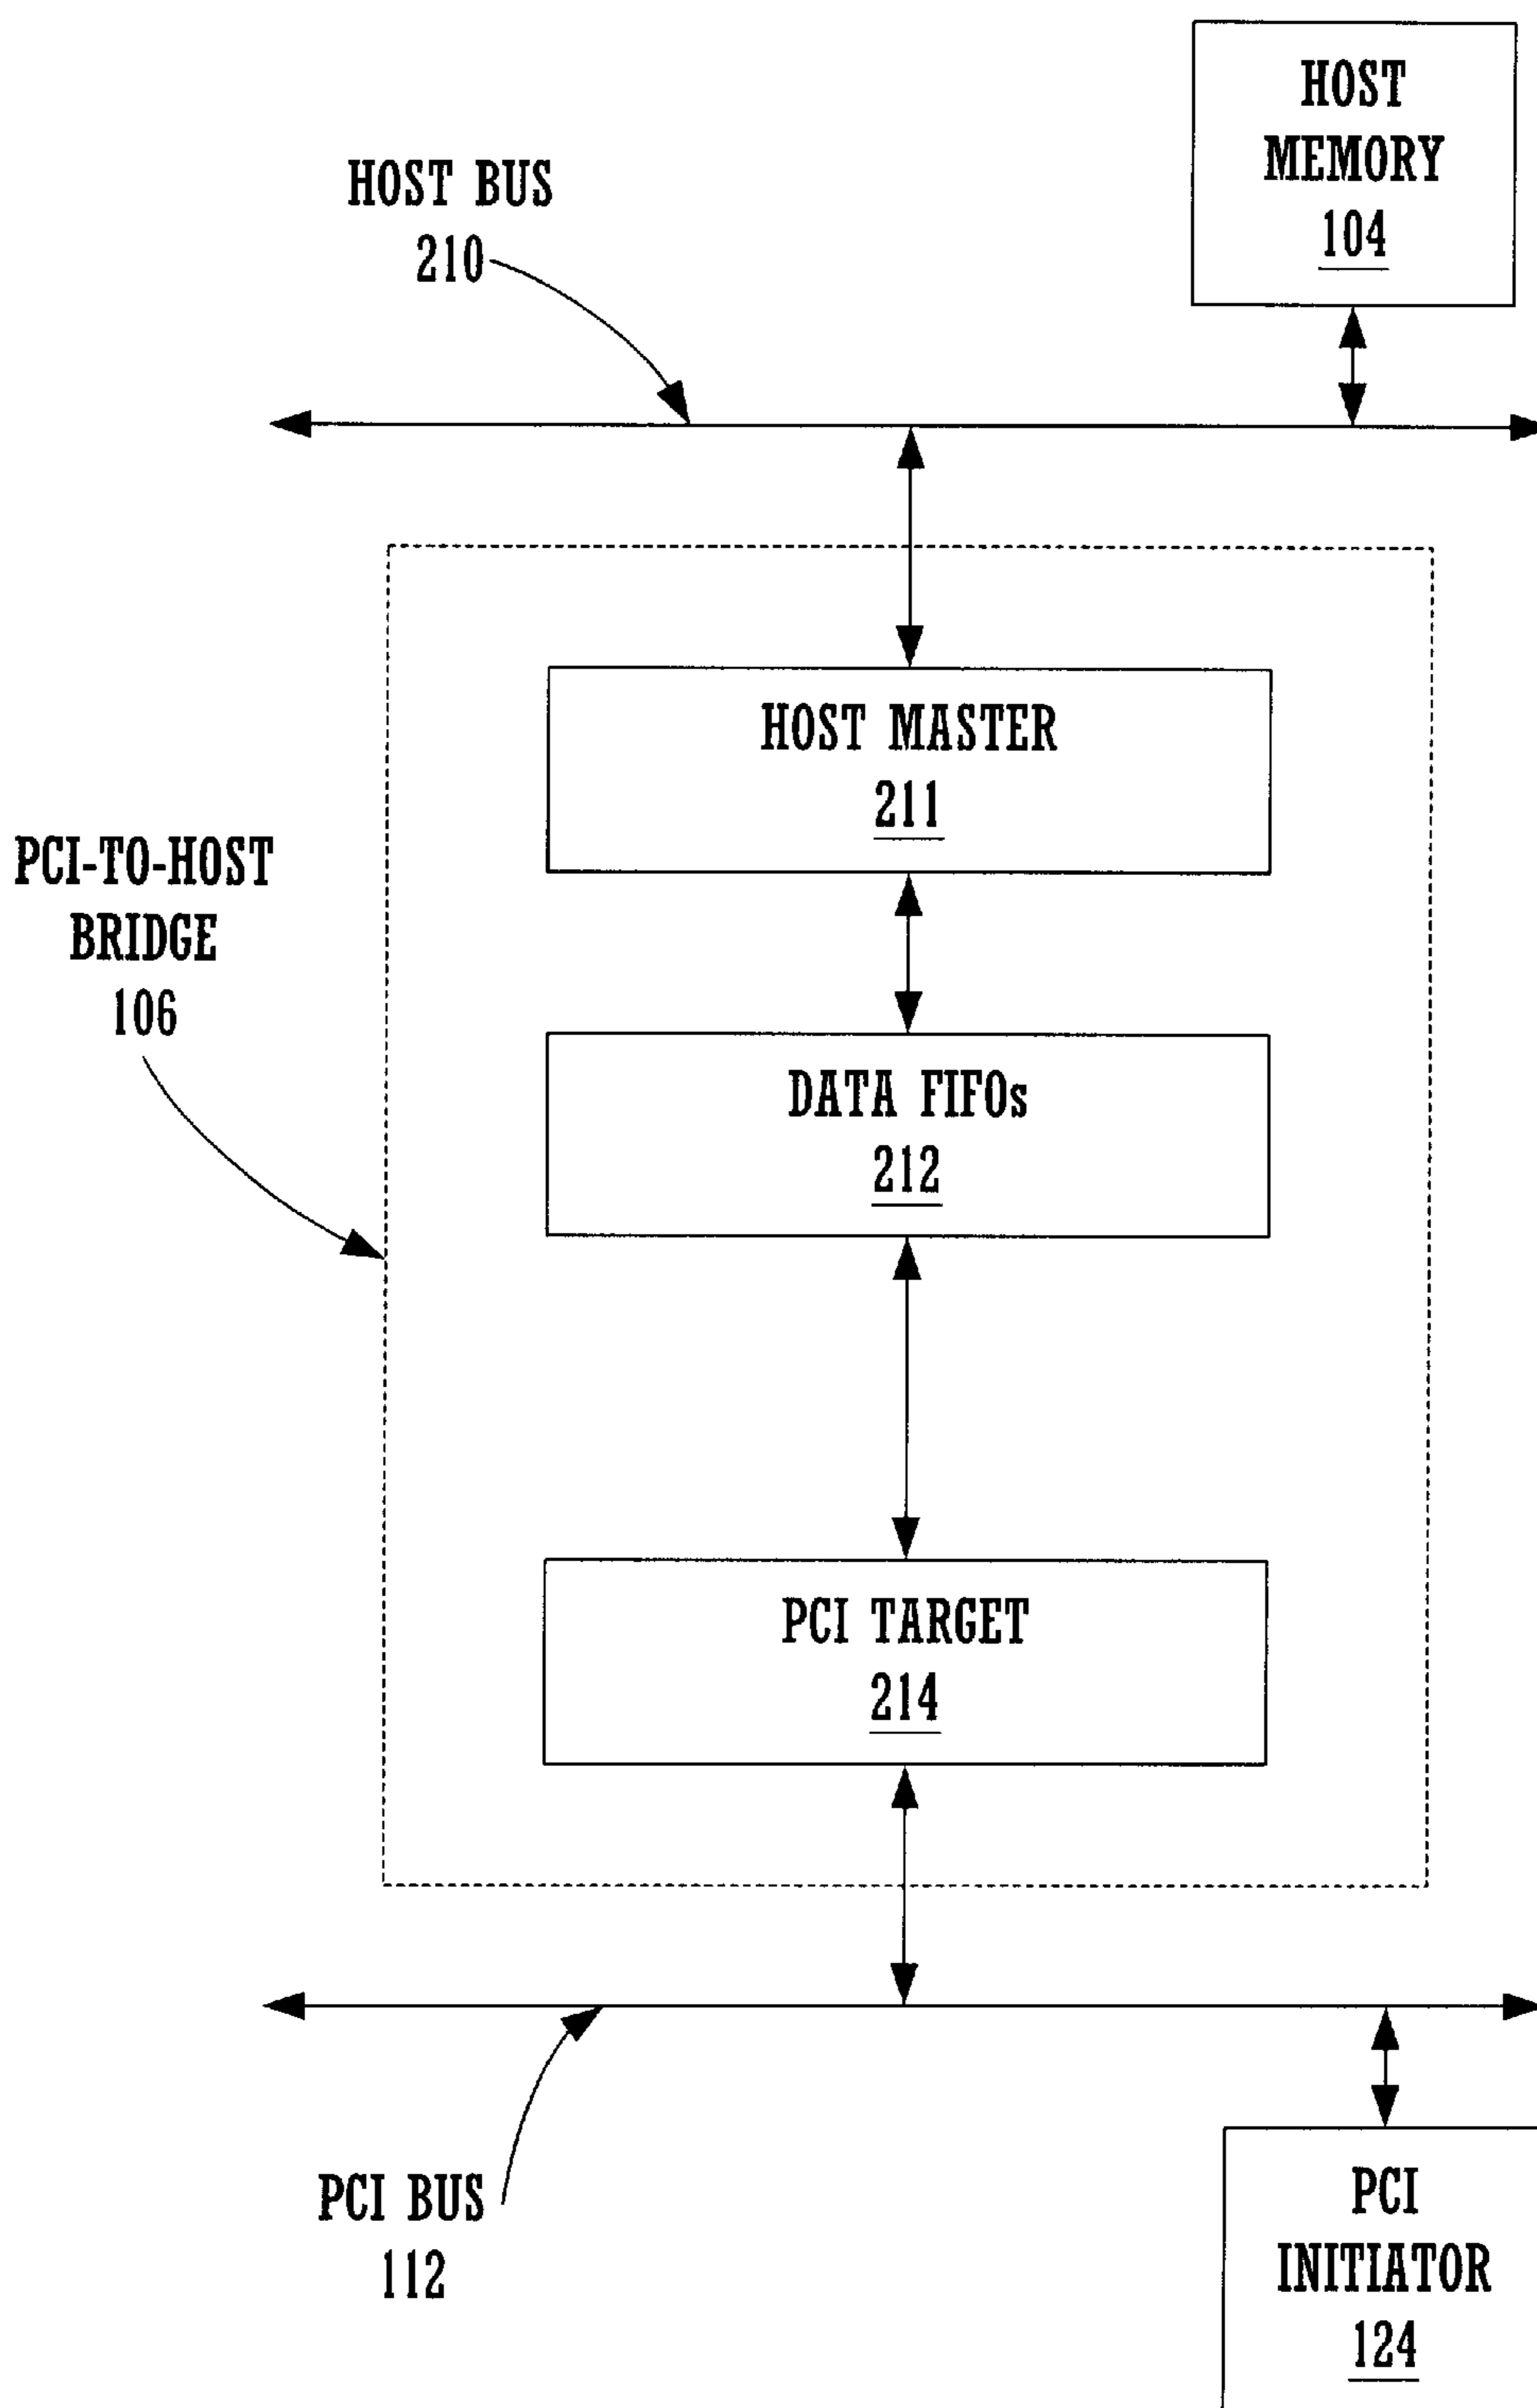 HOST
MEMORY
104
HOST BUS
210
HOST MASTER
211
PCI-TO-HOST
BRIDGE
106
DATA FIFOs
212
PCI TARGET
214
PCI BUS
112
PCI
INITIATOR
124